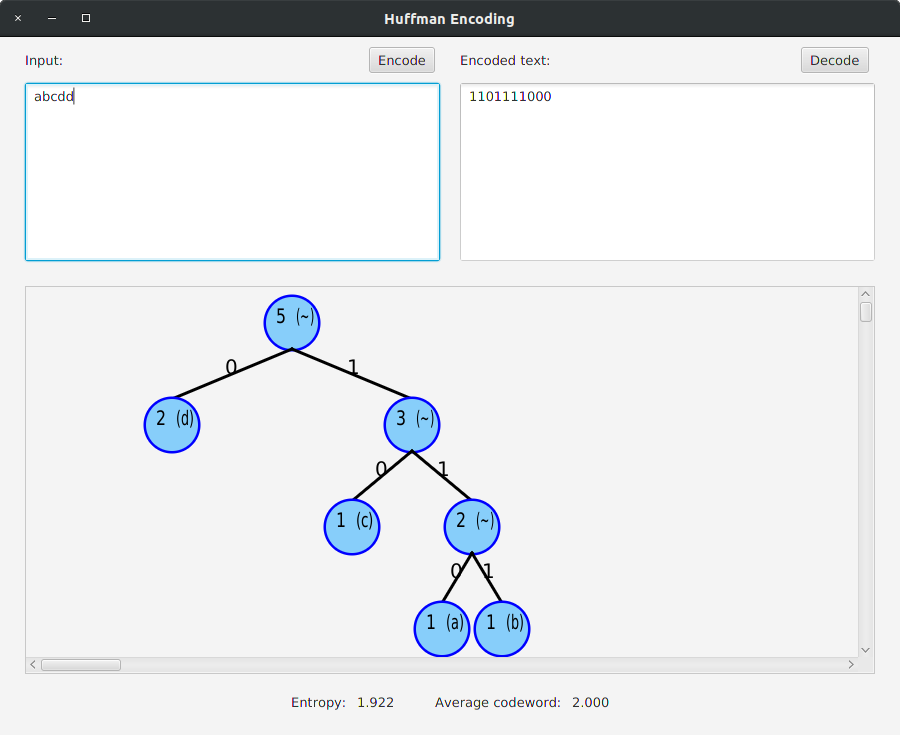 Huffman Encoding
Input: Encode Encoded text: Decode
abcdd 1101111000
5 (~)
0 1
2 (d) 3 (~)
0 1
1 (c) 2 (~)
0 1
1 (a) 1 (b)
Entropy: 1.922 Average codeword: 2.000